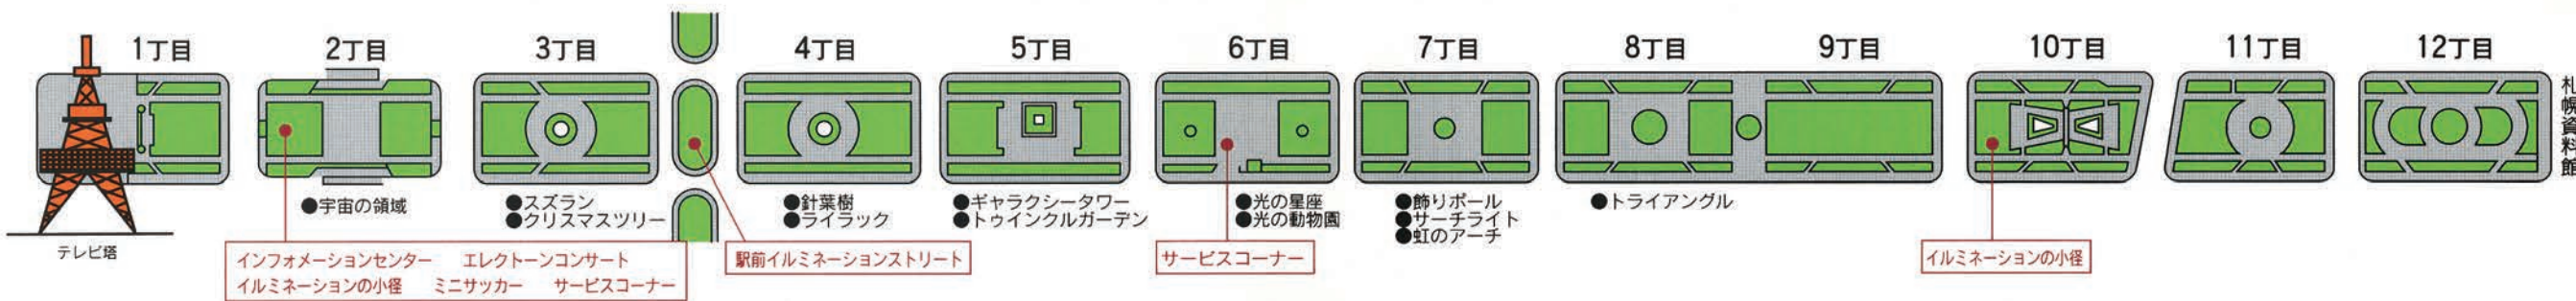 1丁目
2丁目
3丁目
4丁目
5丁目
6丁目
7丁目
8丁目
9丁目
10丁目
11丁目
12丁目
札幌資料館
テレビ塔
●宇宙の領域
●スズラン
●クリスマスツリー
●針葉樹
●ライラック
●ギャラクシータワー
●トゥインクルガーデン
●光の星座
●光の動物園
●飾りポール
●サーチライト
●虹のアーチ
●トライアングル
インフォメーションセンター エレクトーンコンサート
イルミネーションの小径 ミニサッカー サービスコーナー
駅前イルミネーションストリート
サービスコーナー
イルミネーションの小径